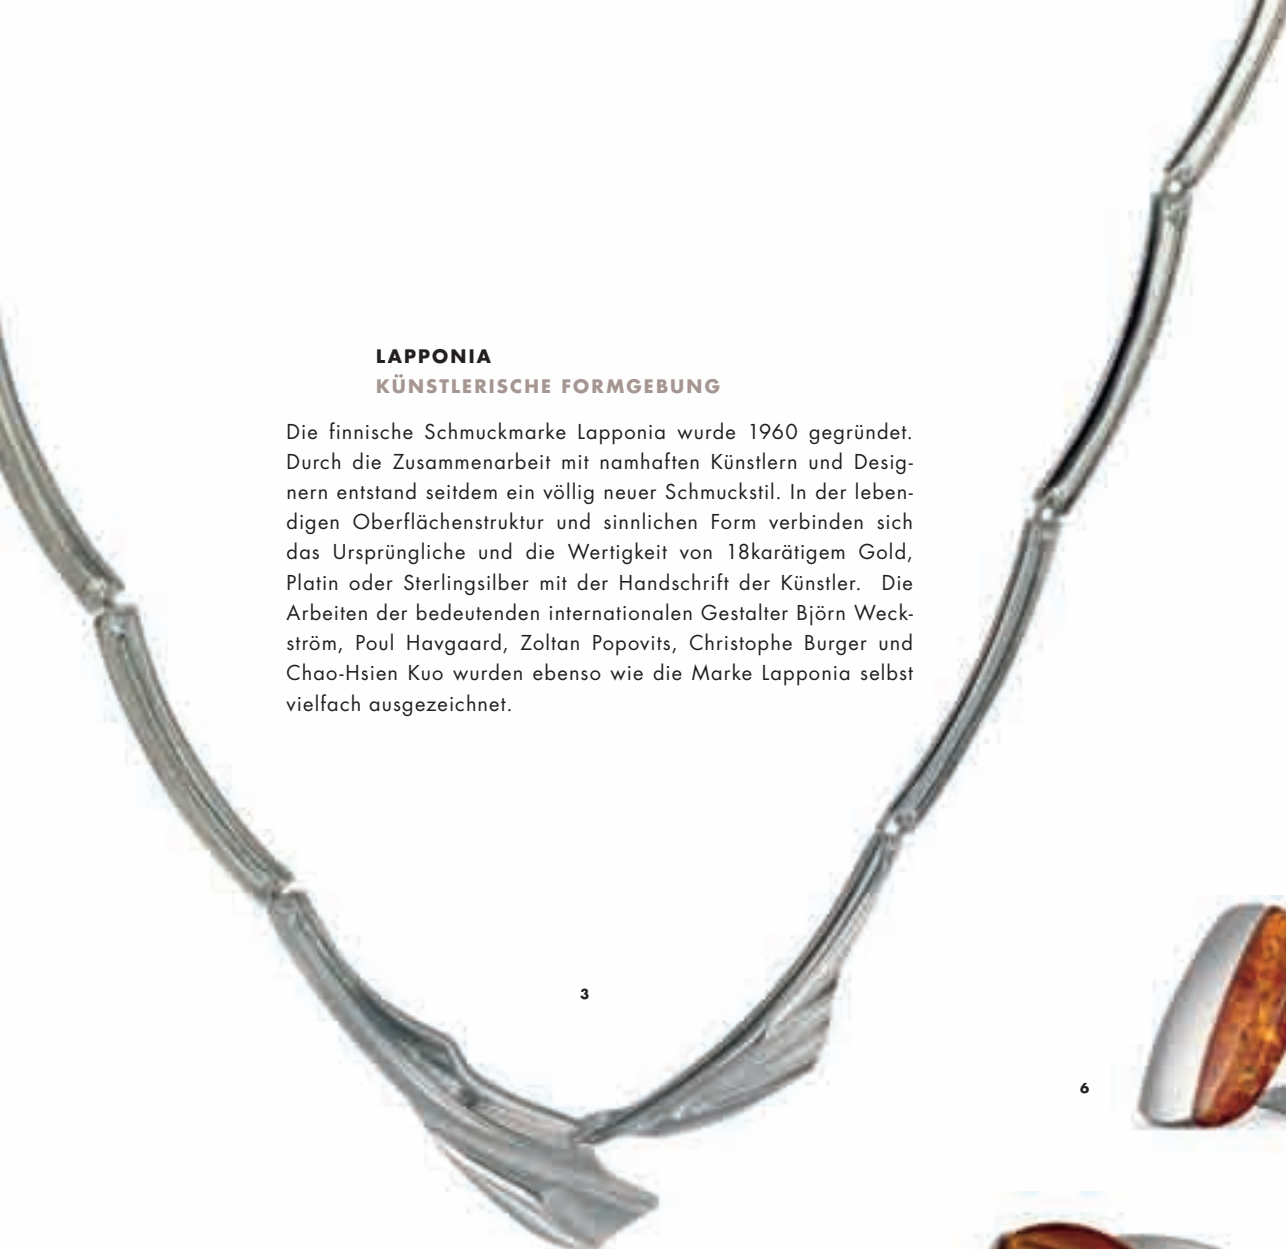 LAPPONIA
KÜNSTLERISCHE FORMGEBUNG
Die finnische Schmuckmarke Lapponia wurde 1960 gegründet.
Durch die Zusammenarbeit mit namhaften Künstlern und Desig-
nern entstand seitdem ein völlig neuer Schmuckstil. In der leben-
digen Oberflächenstruktur und sinnlichen Form verbinden sich
das Ursprüngliche und die Wertigkeit von 18karätigem Gold,
Platin oder Sterlingsilber mit der Handschrift der Künstler.  Die
Arbeiten der bedeutenden internationalen Gestalter Björn Weck-
ström, Poul Havgaard, Zoltan Popovits, Christophe Burger und
Chao-Hsien Kuo wurden ebenso wie die Marke Lapponia selbst
vielfach ausgezeichnet.
3
6